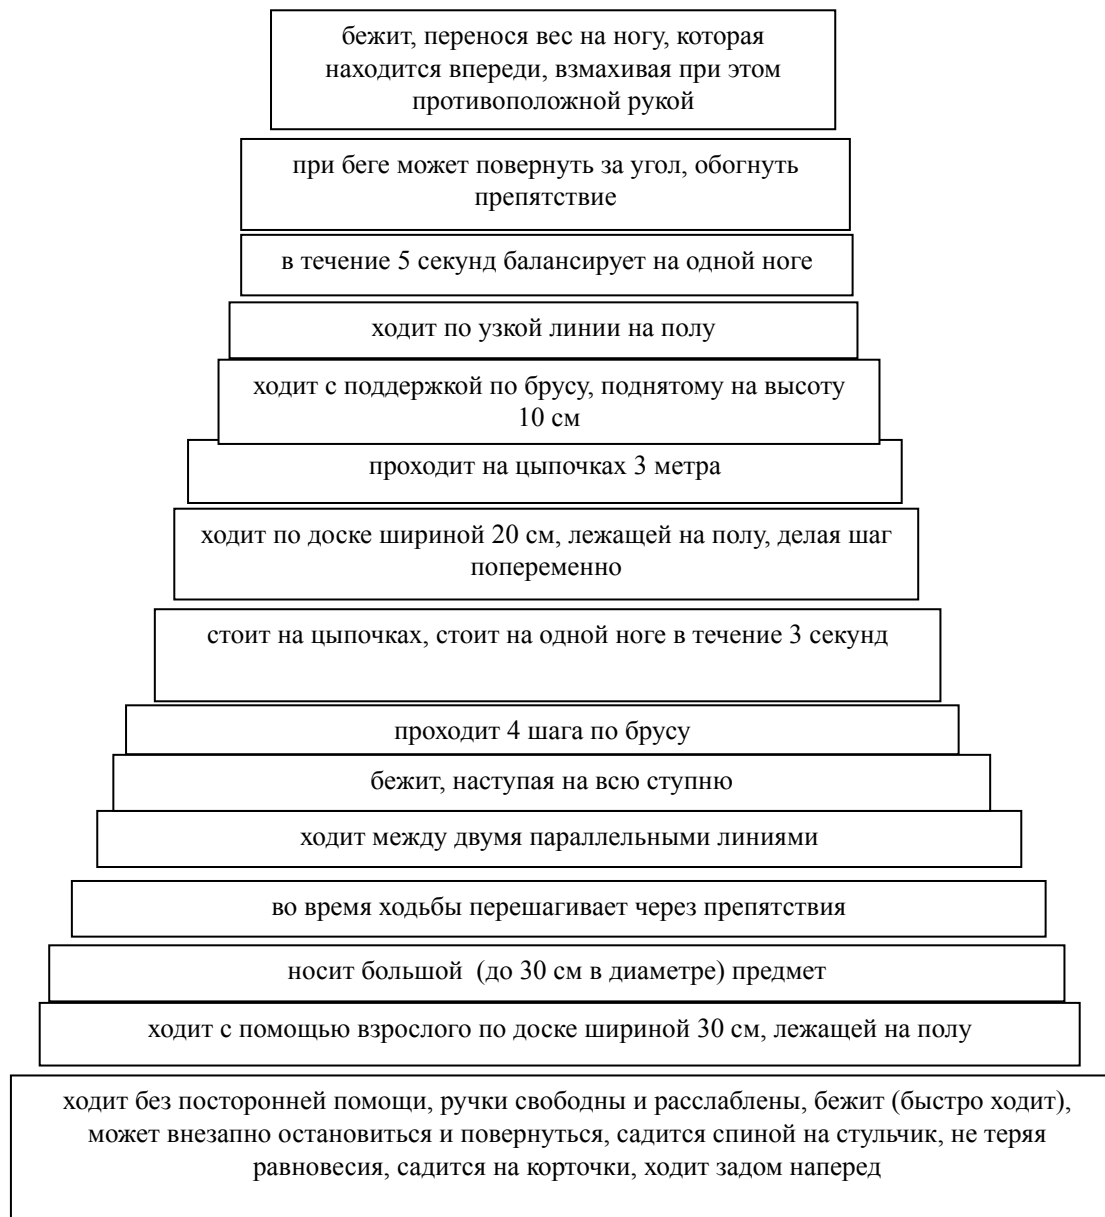 бежит, перенося вес на ногу, которая
находится впереди, взмахивая при этом
противоположной рукой
при беге может повернуть за угол, обогнуть
препятствие
в течение 5 секунд балансирует на одной ноге
ходит по узкой линии на полу
ходит с поддержкой по брусу, поднятому на высоту
10 см
проходит на цыпочках 3 метра
ходит по доске шириной 20 см, лежащей на полу, делая шаг
попеременно
стоит на цыпочках, стоит на одной ноге в течение 3 секунд
проходит 4 шага по брусу
бежит, наступая на всю ступню
ходит между двумя параллельными линиями
во время ходьбы перешагивает через препятствия
носит большой (до 30 см в диаметре) предмет
ходит с помощью взрослого по доске шириной 30 см, лежащей на полу
ходит без посторонней помощи, ручки свободны и расслаблены, бежит (быстро ходит),
может внезапно остановиться и повернуться, садится спиной на стульчик, не теряя
равновесия, садится на корточки, ходит задом наперед